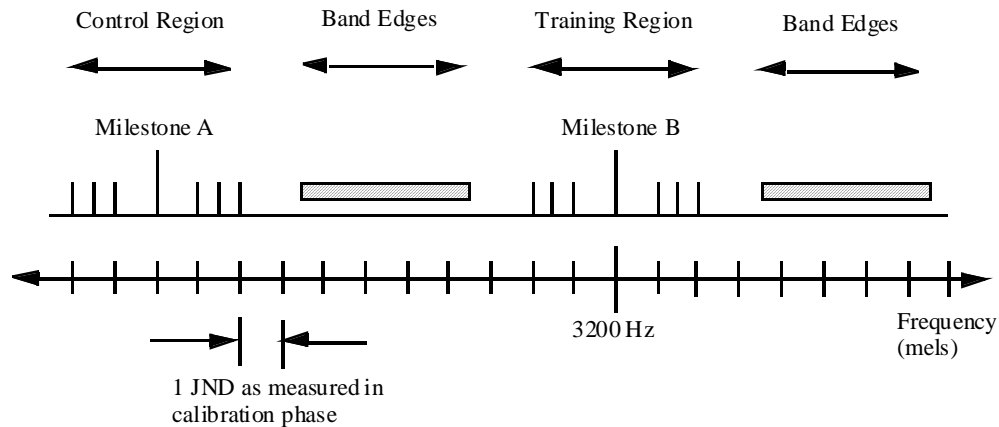 Control Region
Band Edges
Training Region
Band Edges
Milestone A
Milestone B
3200 Hz
Frequency
(mels)
1 JND as measured in
calibration phase